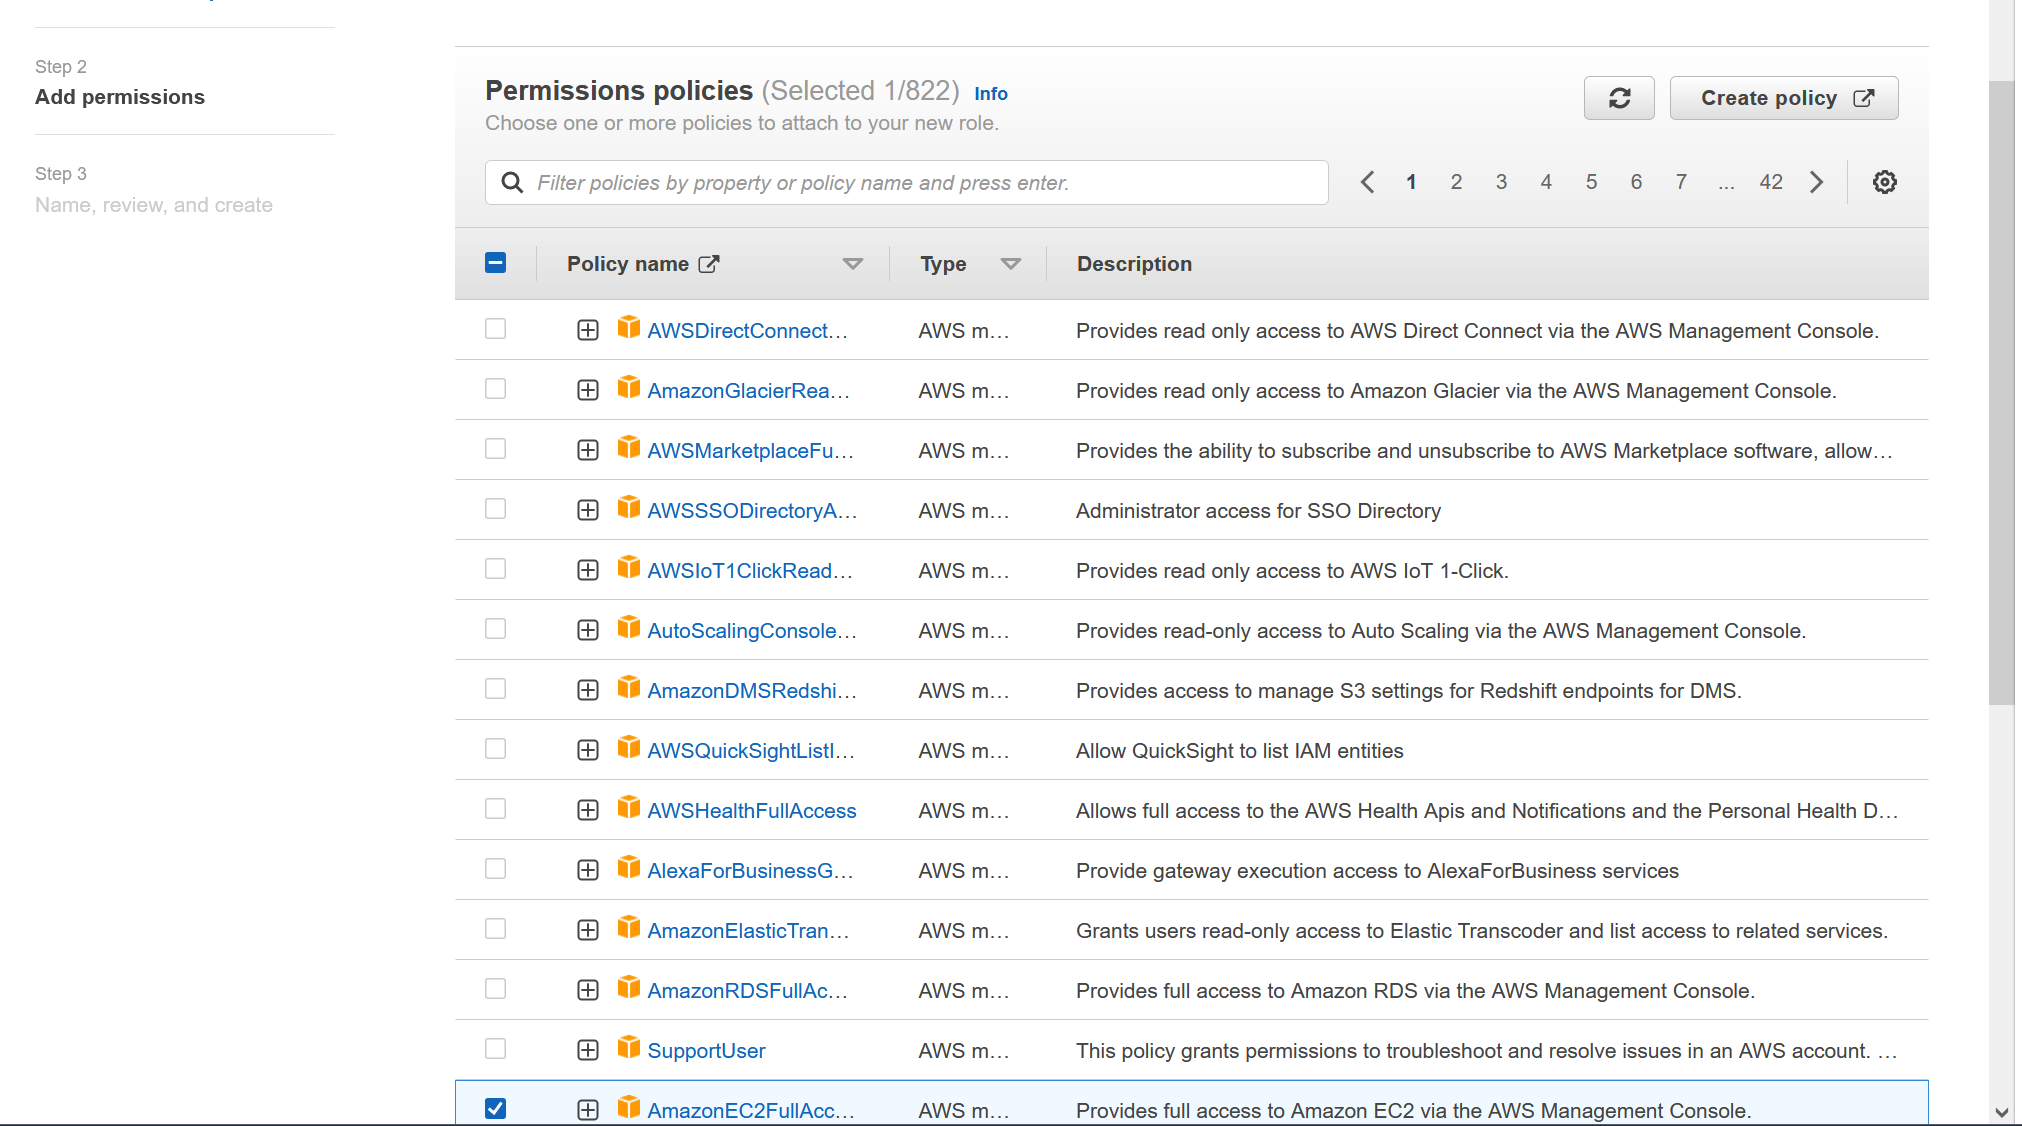 Step 2
Add permissions
Step 3
Name, review, and create
Permissions policies (Selected 1/822) Info
Choose one or more policies to attach to your new role.
Create policy
Filter policies by property or policy name and press enter.
1 2 3 4 5 6 7 ... 42
Policy name Type Description
AWSDirectConnect… AWS m… Provides read only access to AWS Direct Connect via the AWS Management Console.
AmazonGlacierRea… AWS m… Provides read only access to Amazon Glacier via the AWS Management Console.
AWSMarketplaceFu… AWS m… Provides the ability to subscribe and unsubscribe to AWS Marketplace software, allow…
AWSSSODirectoryA… AWS m… Administrator access for SSO Directory
AWSIoT1ClickRead… AWS m… Provides read only access to AWS IoT 1-Click.
AutoScalingConsole… AWS m… Provides read-only access to Auto Scaling via the AWS Management Console.
AmazonDMSRedshi… AWS m… Provides access to manage S3 settings for Redshift endpoints for DMS.
AWSQuickSightListI… AWS m… Allow QuickSight to list IAM entities
AWSHealthFullAccess AWS m… Allows full access to the AWS Health Apis and Notifications and the Personal Health D…
AlexaForBusinessG… AWS m… Provide gateway execution access to AlexaForBusiness services
AmazonElasticTran… AWS m… Grants users read-only access to Elastic Transcoder and list access to related services.
AmazonRDSFullAc… AWS m… Provides full access to Amazon RDS via the AWS Management Console.
SupportUser AWS m… This policy grants permissions to troubleshoot and resolve issues in an AWS account. …
AmazonEC2FullAcc… AWS m… Provides full access to Amazon EC2 via the AWS Management Console.